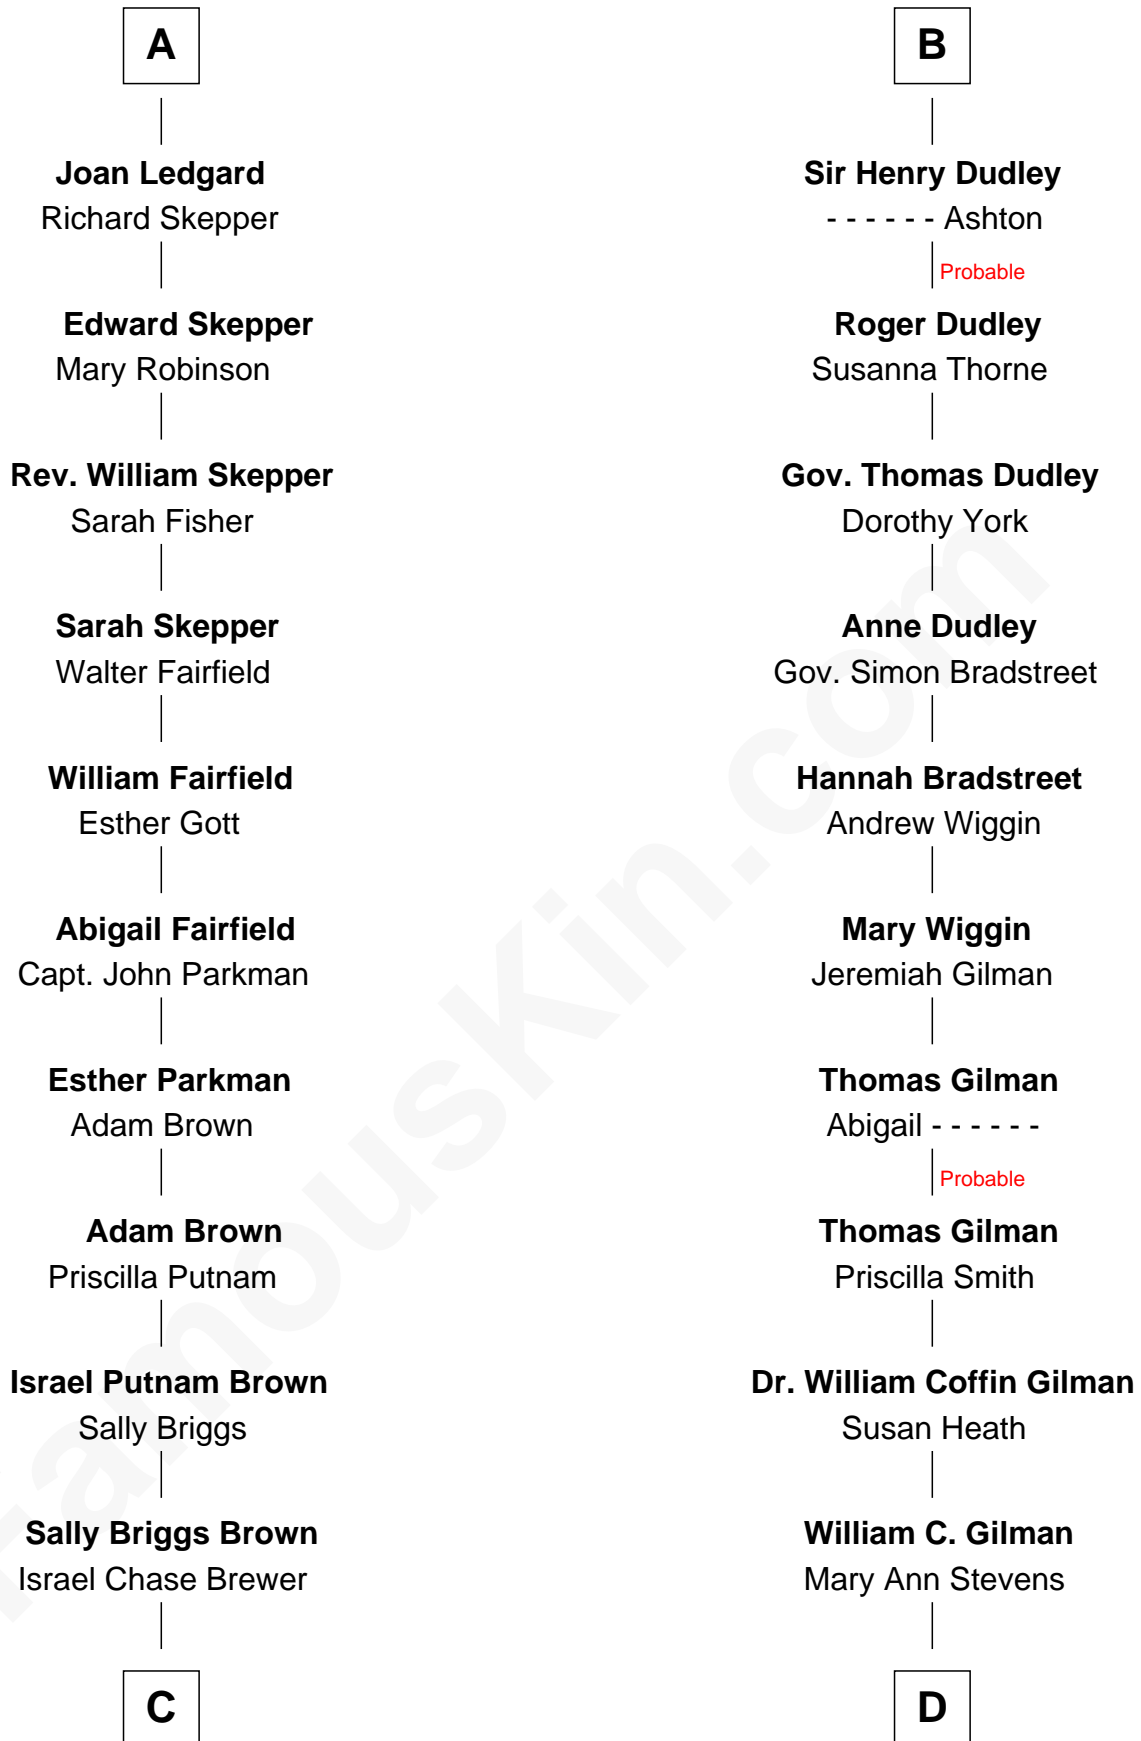 A
Joan Ledgard
Richard Skepper
Edward Skepper
Mary Robinson
Rev. William Skepper
Sarah Fisher
Sarah Skepper
Walter Fairfield
William Fairfield
Esther Gott
Abigail Fairfield
Capt. John Parkman
Esther Parkman
Adam Brown
Adam Brown
Priscilla Putnam
Israel Putnam Brown
Sally Briggs
Sally Briggs Brown
Israel Chase Brewer
C
B
Sir Henry Dudley
- - - - - - Ashton
Probable
Roger Dudley
Susanna Thorne
Gov. Thomas Dudley
Dorothy York
Anne Dudley
Gov. Simon Bradstreet
Hannah Bradstreet
Andrew Wiggin
Mary Wiggin
Jeremiah Gilman
Thomas Gilman
Abigail - - - - - -
Probable
Thomas Gilman
Priscilla Smith
Dr. William Coffin Gilman
Susan Heath
William C. Gilman
Mary Ann Stevens
D
FamousKin.com